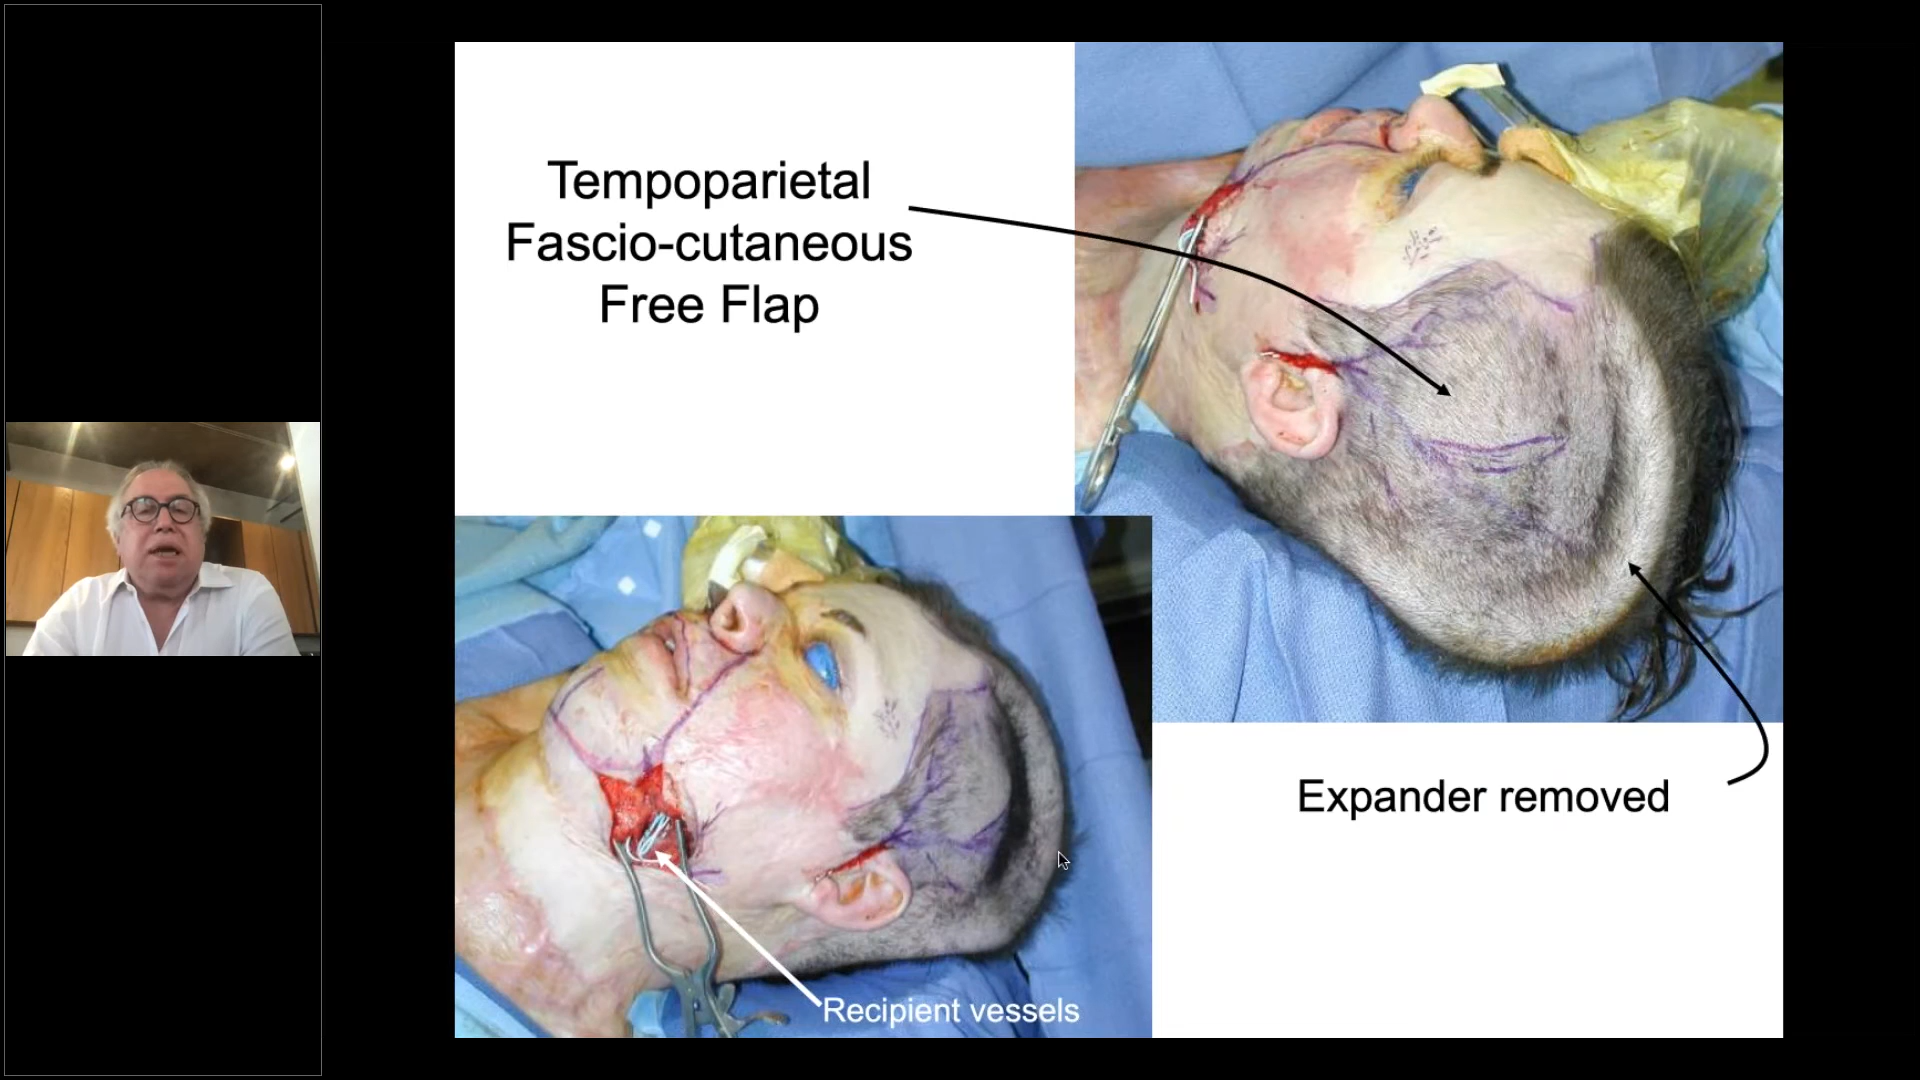 Tempoparietal
Fascio-cutaneous
Free Flap
Expander removed
Recipient vessels